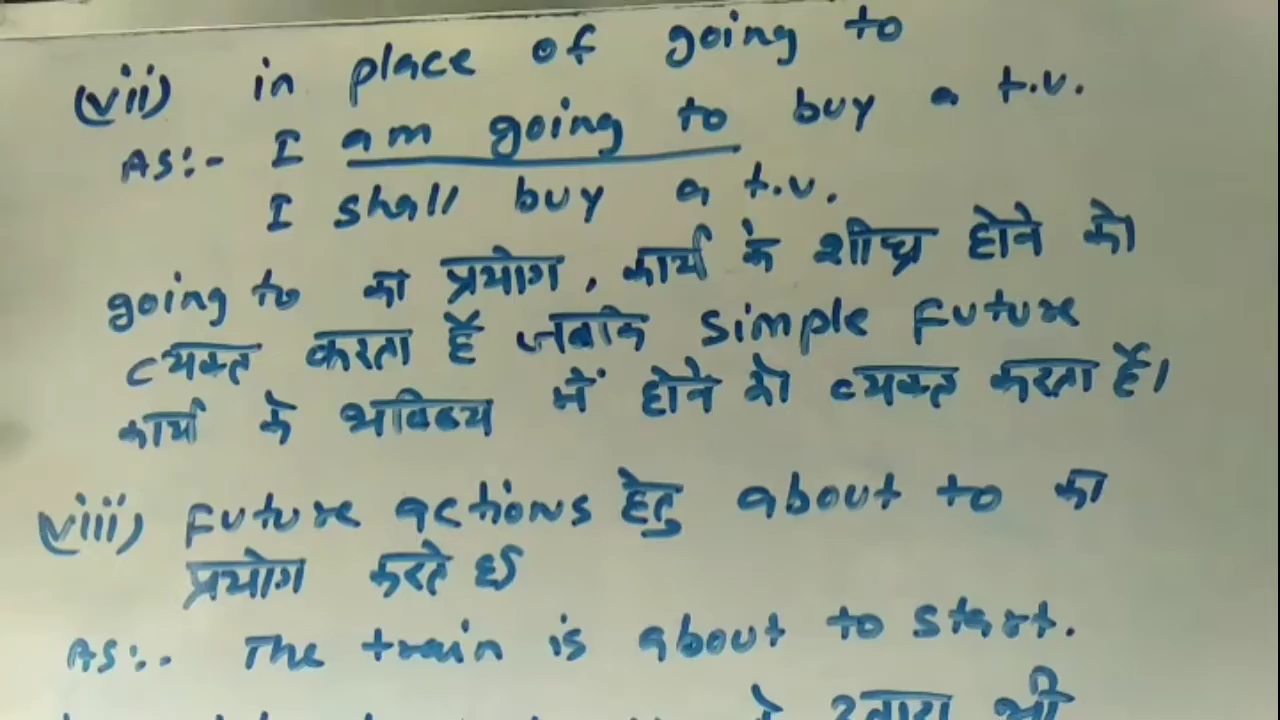 (vii) in place of going to
AS:- I am going to buy a t.v.
I shall buy a t.v.
going to का प्रयोग, कार्य के शीघ्र होने को
व्यक्त करता है जबकि simple Future
कार्य के भविष्य में होने को व्यक्त करता है।
(viii) Future actions हेतु about to का
प्रयोग करते हैं
AS:- The train is about to start.